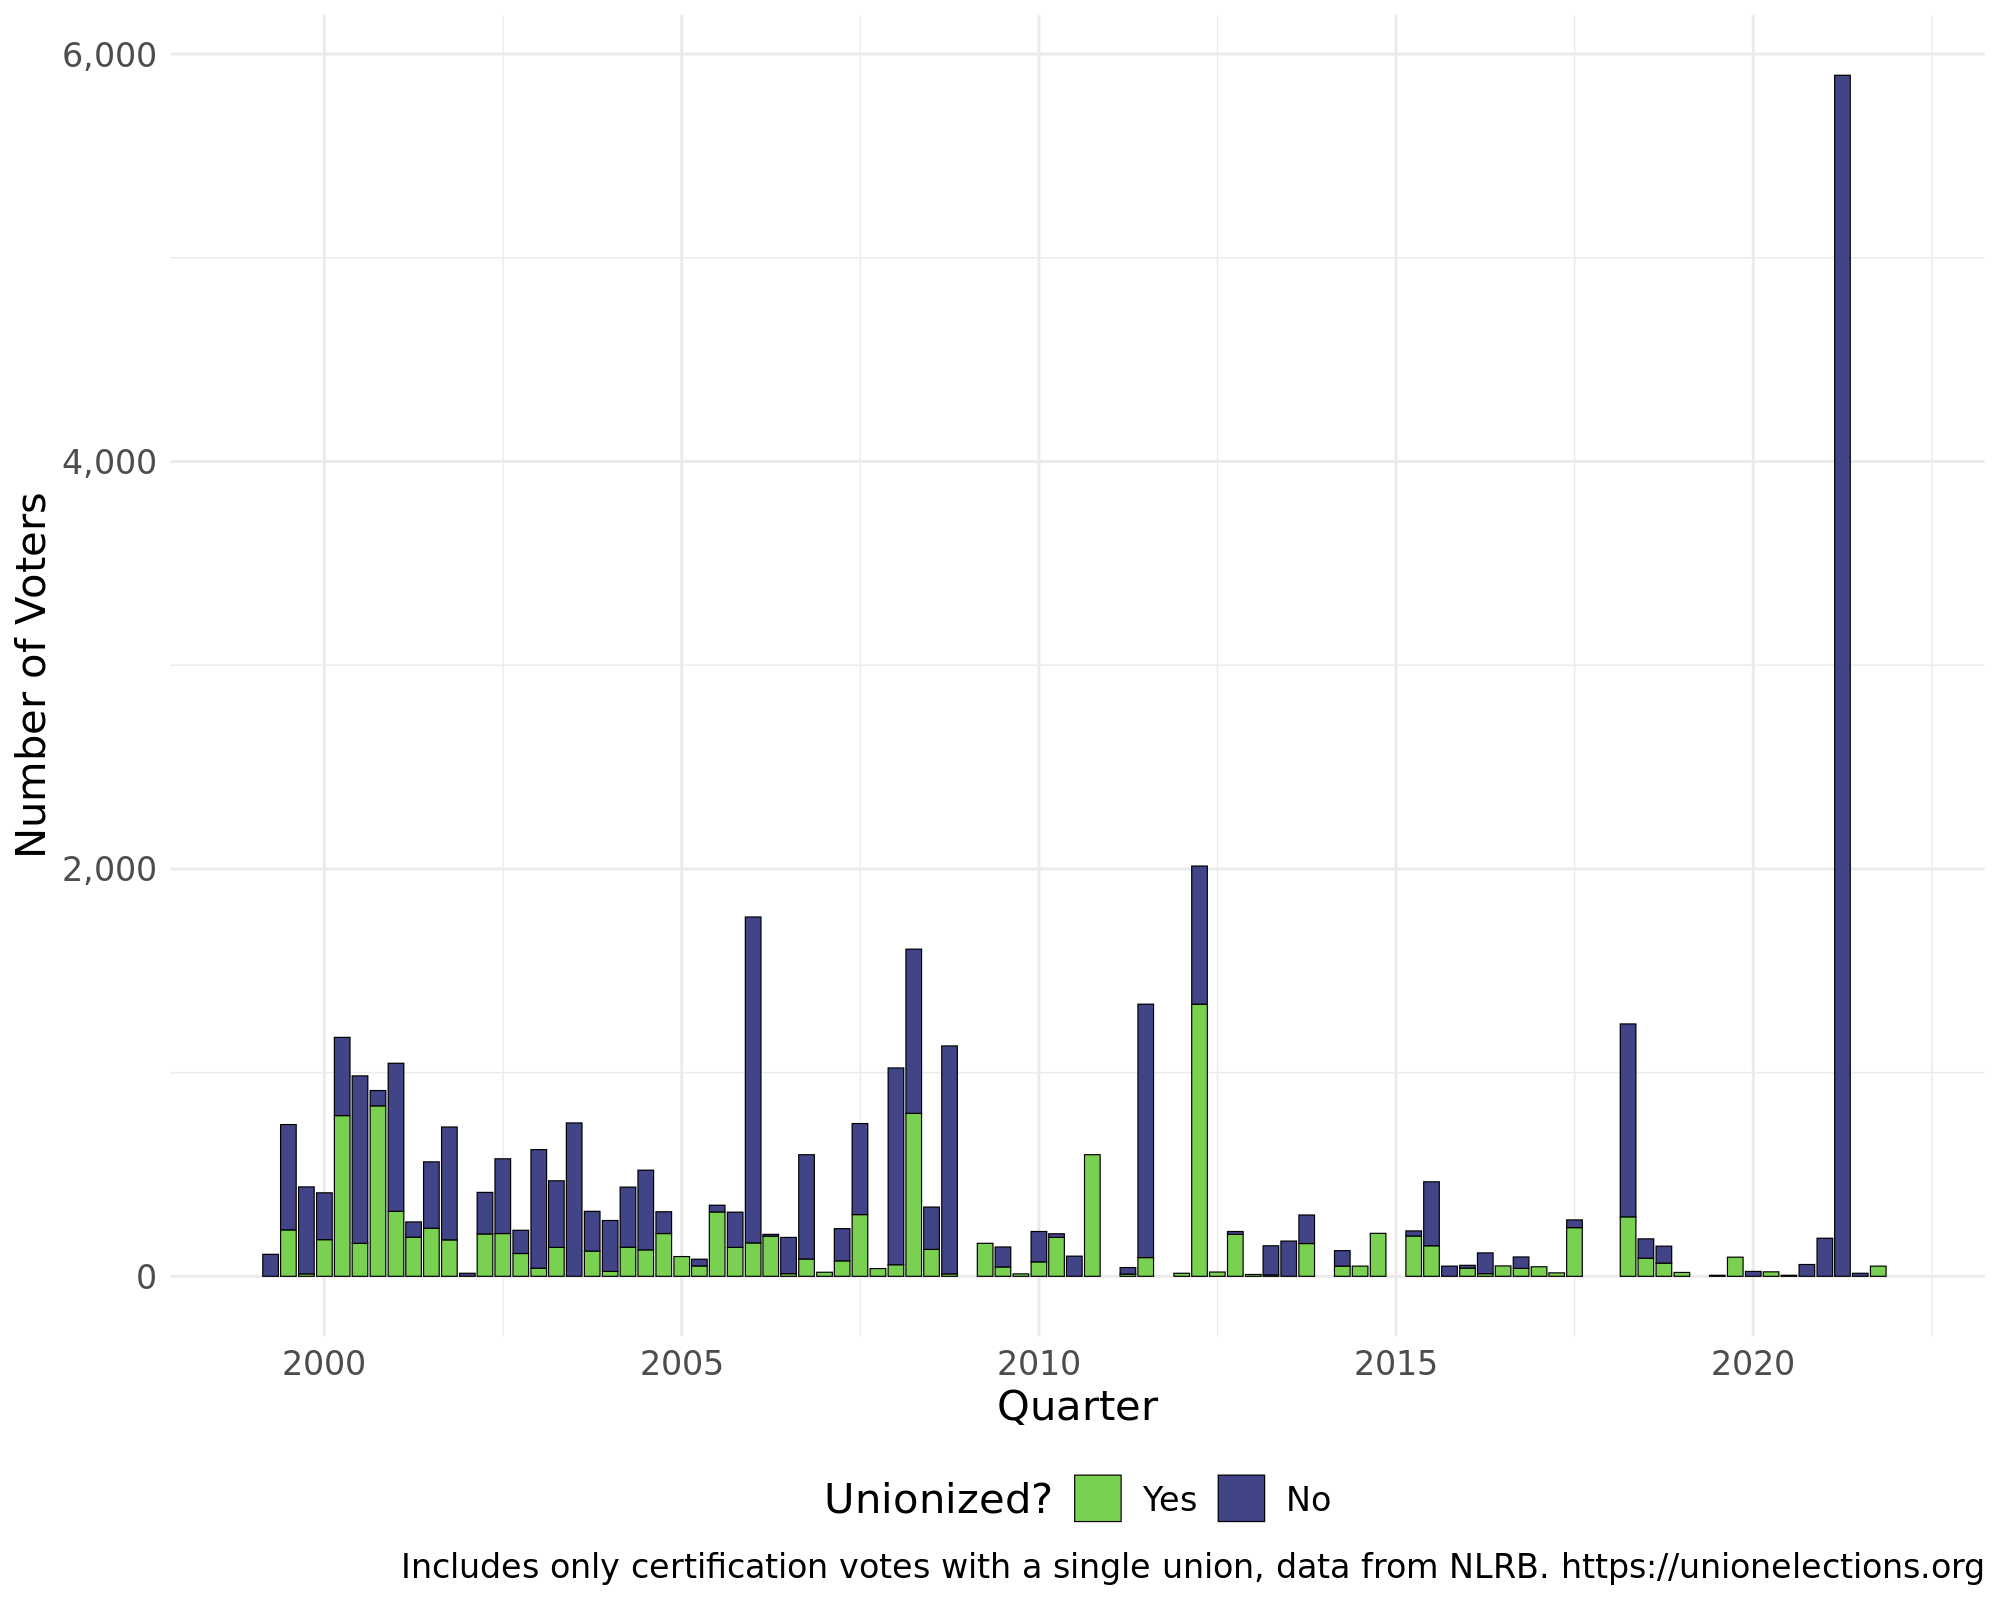 6,000
4,000
2,000
0
Number of Voters
2000 2005 2010 2015 2020
Quarter
Unionized? Yes No
Includes only certification votes with a single union, data from NLRB. https://unionelections.org